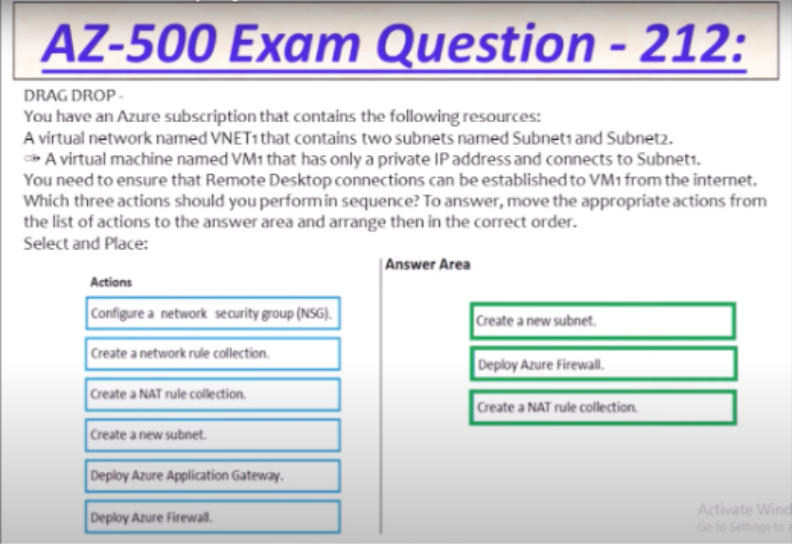 AZ-500 Exam Question - 212:
DRAG DROP -
You have an Azure subscription that contains the following resources:
A virtual network named VNET1 that contains two subnets named Subnet1 and Subnet2.
A virtual machine named VM1 that has only a private IP address and connects to Subnet1.
You need to ensure that Remote Desktop connections can be established to VM1 from the internet.
Which three actions should you perform in sequence? To answer, move the appropriate actions from
the list of actions to the answer area and arrange then in the correct order.
Select and Place:
Actions
Configure a network security group (NSG).
Create a network rule collection.
Create a NAT rule collection.
Create a new subnet.
Deploy Azure Application Gateway.
Deploy Azure Firewall.
Answer Area
Create a new subnet.
Deploy Azure Firewall.
Create a NAT rule collection.
Activate Wind
Go to Settings to a